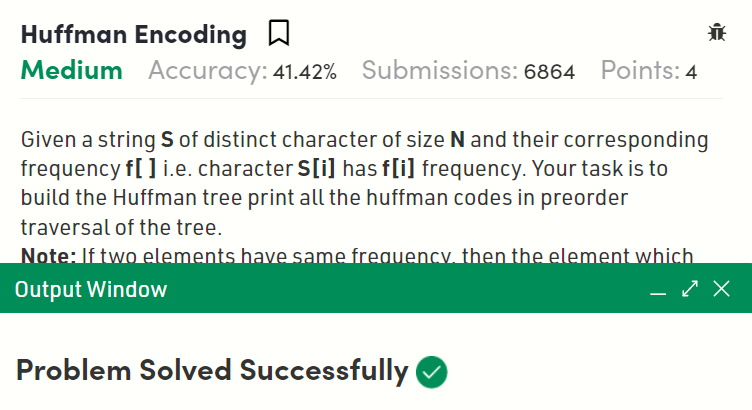 Huffman Encoding
Medium Accuracy: 41.42% Submissions: 6864 Points: 4
Given a string S of distinct character of size N and their corresponding
frequency f[ ] i.e. character S[i] has f[i] frequency. Your task is to
build the Huffman tree print all the huffman codes in preorder
traversal of the tree.
Note: If two elements have same frequency, then the element which
Output Window
Problem Solved Successfully